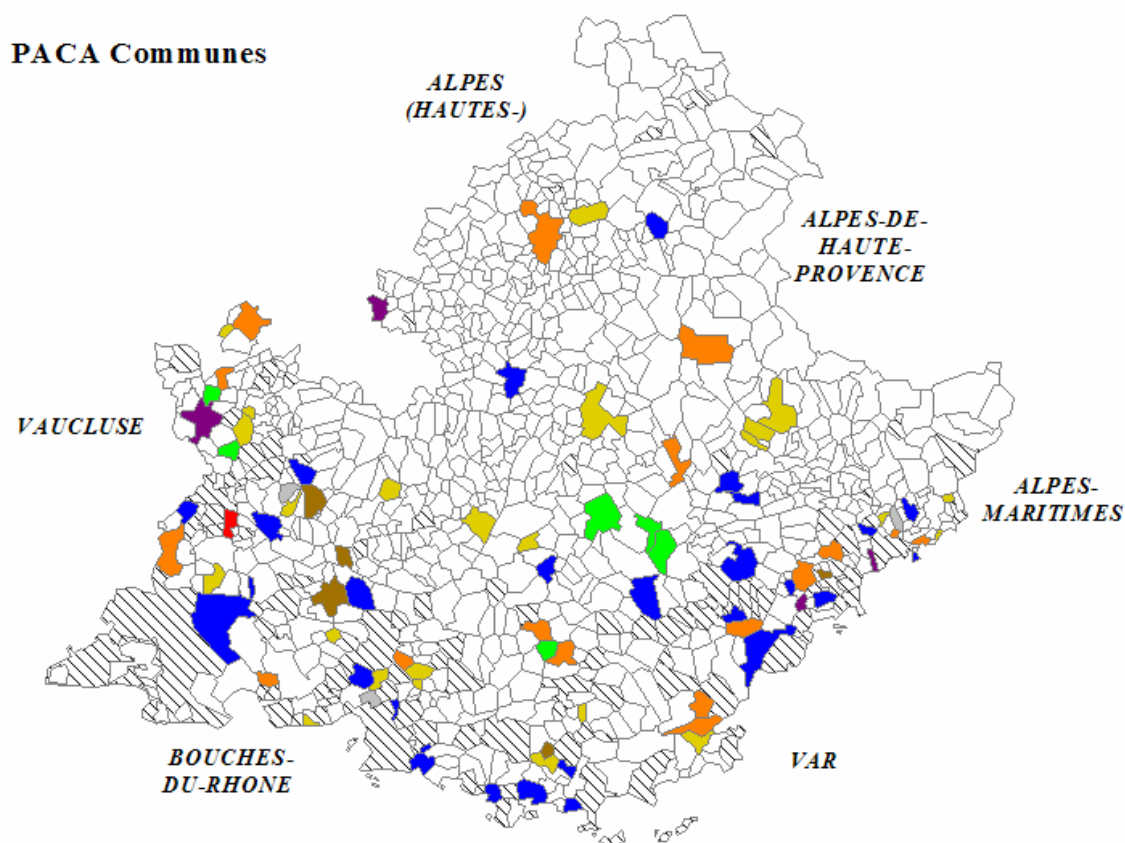 PACA Communes
ALPES
(HAUTES-)
ALPES-DE-
HAUTE-
PROVENCE
VAUCLUSE
ALPES-
MARITIMES
BOUCHES-
DU-RHONE
VAR